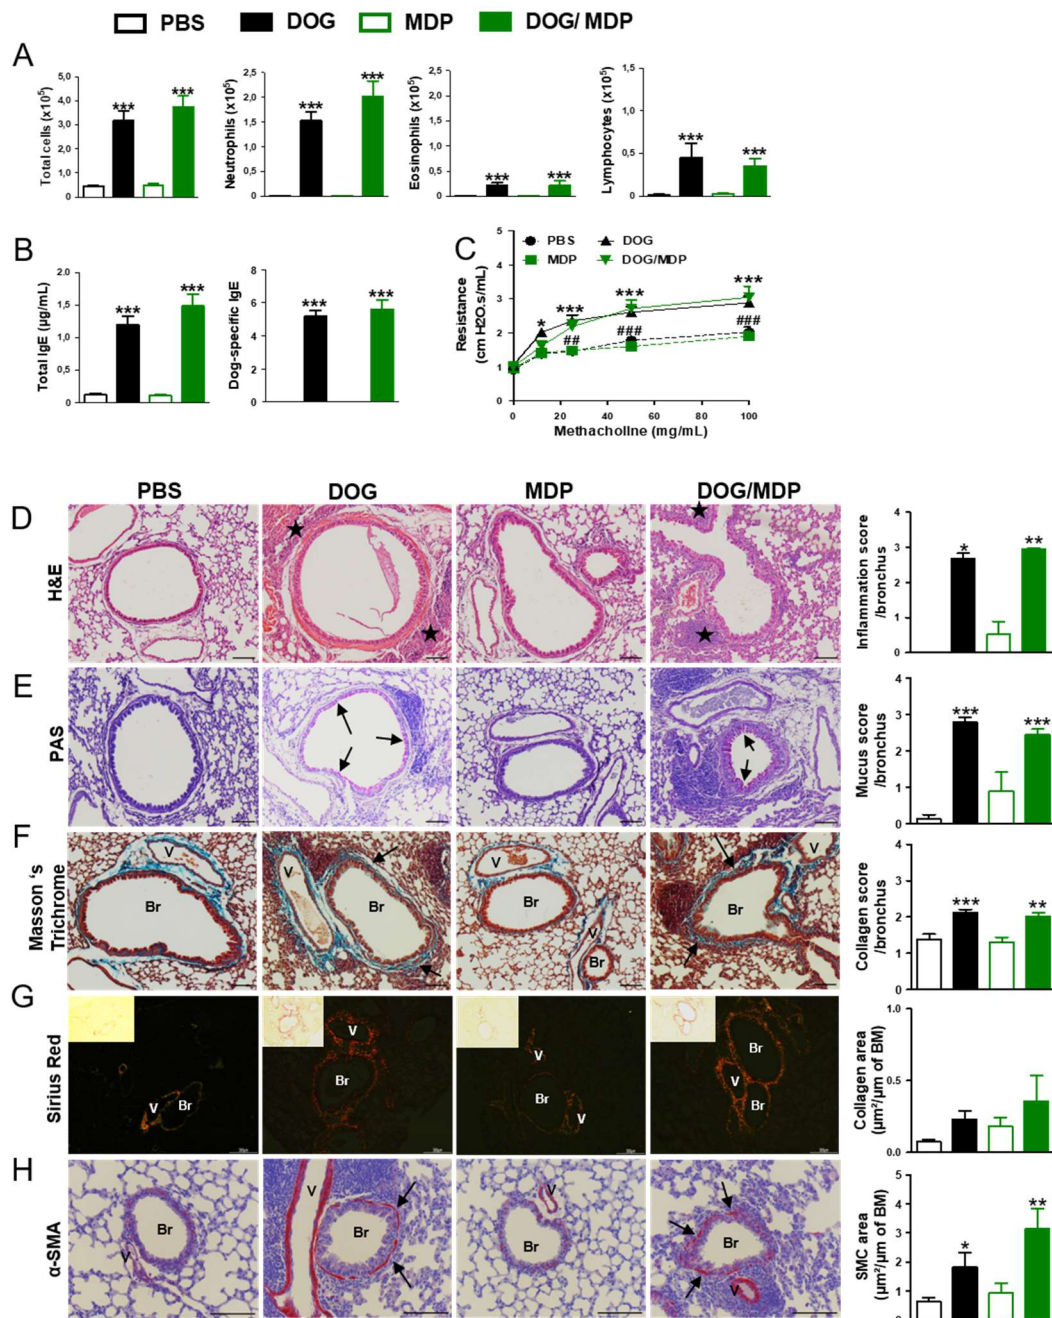 PBS DOG MDP DOG/ MDP
A
Total cells (x10⁵)
5,0
4,0
3,0
2,0
1,0
0
***
***
Neutrophils (x10⁵)
2,5
2,0
1,5
1,0
0,5
0
***
***
Eosinophils (x10⁵)
2,5
2,0
1,5
1,0
0,5
0
***
***
Lymphocytes (x10⁵)
1,5
1,0
0,5
0
***
***
B
Total IgE (µg/mL)
2.0
1,5
1.0
0,5
0,0
***
***
Dog-specific IgE
8
6
4
2
0
***
***
C
Resistance
(cm H2O.s/mL)
5
4
3
2
1
0
PBS DOG
MDP DOG/MDP
* *** *** ***
## ### ###
0 20 40 60 80 100
Methacholine (mg/mL)
PBS DOG MDP DOG/MDP
D
H&E
Inflammation score
/bronchus
4
3
2
1
0
*
**
E
PAS
Mucus score
/bronchus
4
3
2
1
0
***
***
F
Masson 's
Trichrome
V
Br
V
Br
V
Br
V
Br
V
Br
Collagen score
/bronchus
4
3
2
1
0
***
**
G
Sirius Red
V
Br
V
Br
V
Br
V
Br
V
Br
Collagen area
(µm²/µm of BM)
1.0
0.5
0.0
H
α-SMA
Br
V
V
Br
V
Br
Br
V
SMC area
(µm²/µm of BM)
5
4
3
2
1
0
*
**